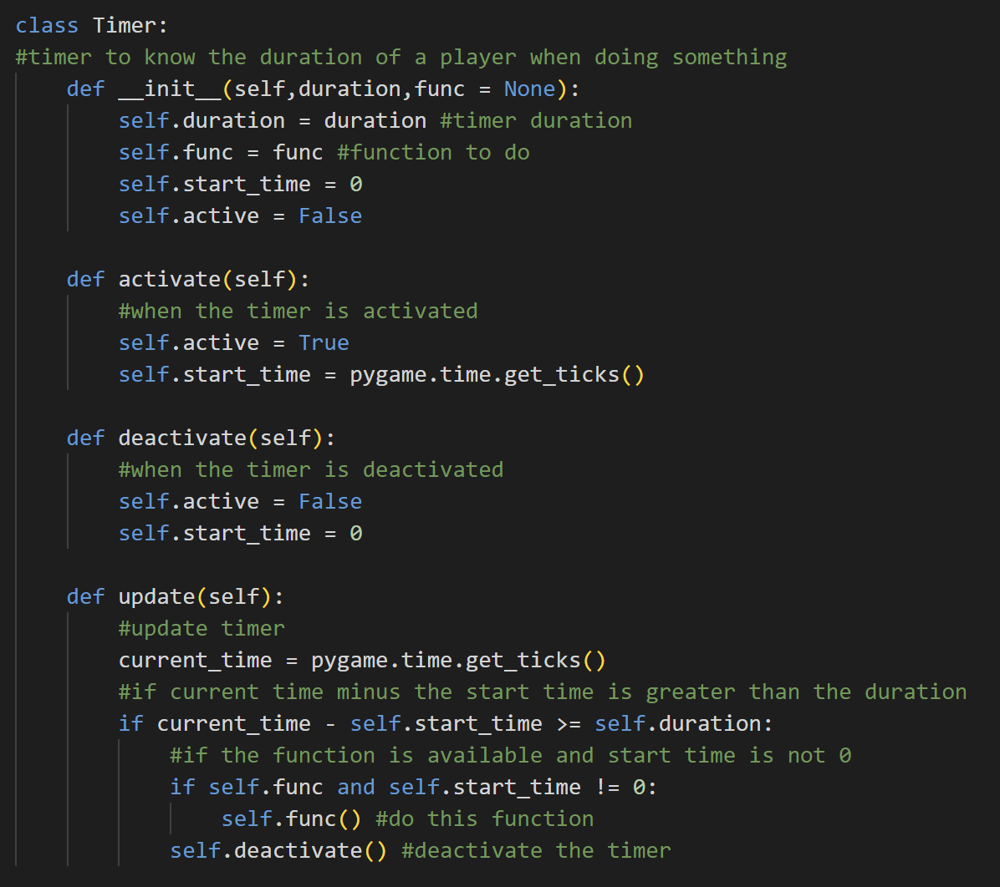 class Timer:
#timer to know the duration of a player when doing something
    def __init__(self,duration,func = None):
        self.duration = duration #timer duration
        self.func = func #function to do
        self.start_time = 0
        self.active = False

    def activate(self):
        #when the timer is activated
        self.active = True
        self.start_time = pygame.time.get_ticks()

    def deactivate(self):
        #when the timer is deactivated
        self.active = False
        self.start_time = 0

    def update(self):
        #update timer
        current_time = pygame.time.get_ticks()
        #if current time minus the start time is greater than the duration
        if current_time - self.start_time >= self.duration:
            #if the function is available and start time is not 0
            if self.func and self.start_time != 0:
                self.func() #do this function
            self.deactivate() #deactivate the timer